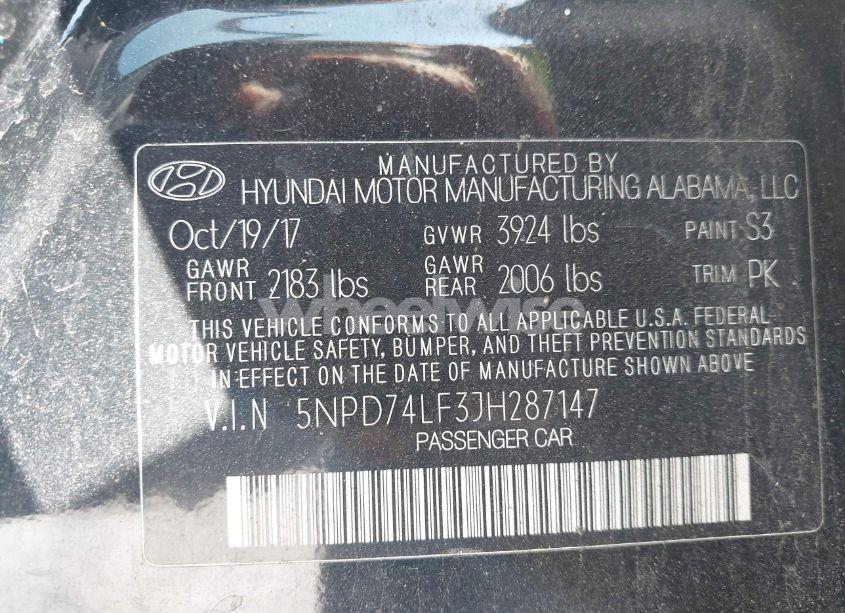 MANUFACTURED BY
HYUNDAI MOTOR MANUFACTURING ALABAMA, LLC
Oct/19/17 GVWR 3924 lbs PAINT S3
GAWR FRONT 2183 lbs GAWR REAR 2006 lbs TRIM PK
wheelwise
THIS VEHICLE CONFORMS TO ALL APPLICABLE U.S.A. FEDERAL
MOTOR VEHICLE SAFETY, BUMPER, AND THEFT PREVENTION STANDARDS
IN EFFECT ON THE DATE OF MANUFACTURE SHOWN ABOVE
V.I.N 5NPD74LF3JH287147
PASSENGER CAR